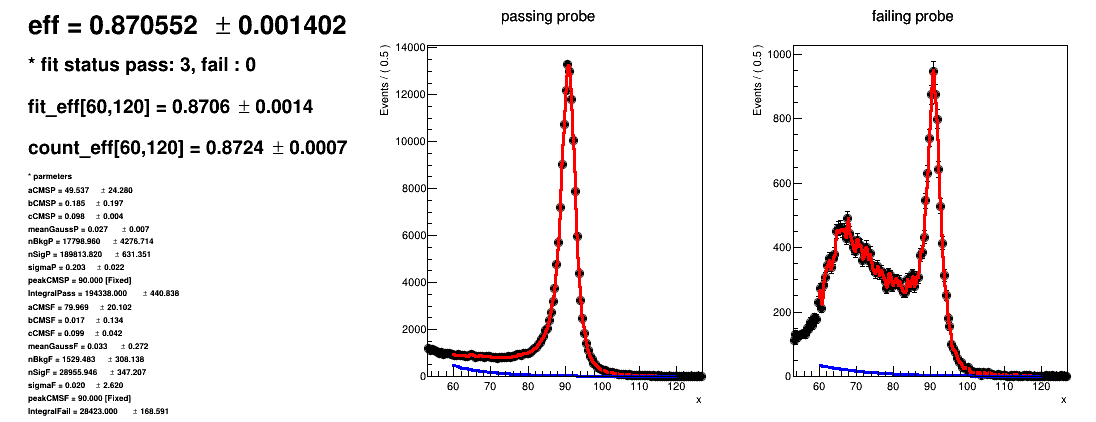 eff = 0.870552 ± 0.001402
* fit status pass: 3, fail : 0
fit_eff[60,120] = 0.8706 ± 0.0014
count_eff[60,120] = 0.8724 ± 0.0007
* parmeters
aCMSP = 49.537 ± 24.280
bCMSP = 0.185 ± 0.197
cCMSP = 0.098 ± 0.004
meanGaussP = 0.027 ± 0.007
nBkgP = 17798.960 ± 4276.714
nSigP = 189813.820 ± 631.351
sigmaP = 0.203 ± 0.022
peakCMSP = 90.000 [Fixed]
IntegralPass = 194338.000 ± 440.838
aCMSF = 79.969 ± 20.102
bCMSF = 0.017 ± 0.134
cCMSF = 0.099 ± 0.042
meanGaussF = 0.033 ± 0.272
nBkgF = 1529.483 ± 308.138
nSigF = 28955.946 ± 347.207
sigmaF = 0.020 ± 2.620
peakCMSF = 90.000 [Fixed]
IntegralFail = 28423.000 ± 168.591
passing probe
Events / ( 0.5 )
14000
12000
10000
8000
6000
4000
2000
0
60 70 80 90 100 110 120
x
failing probe
Events / ( 0.5 )
1000
800
600
400
200
0
60 70 80 90 100 110 120
x